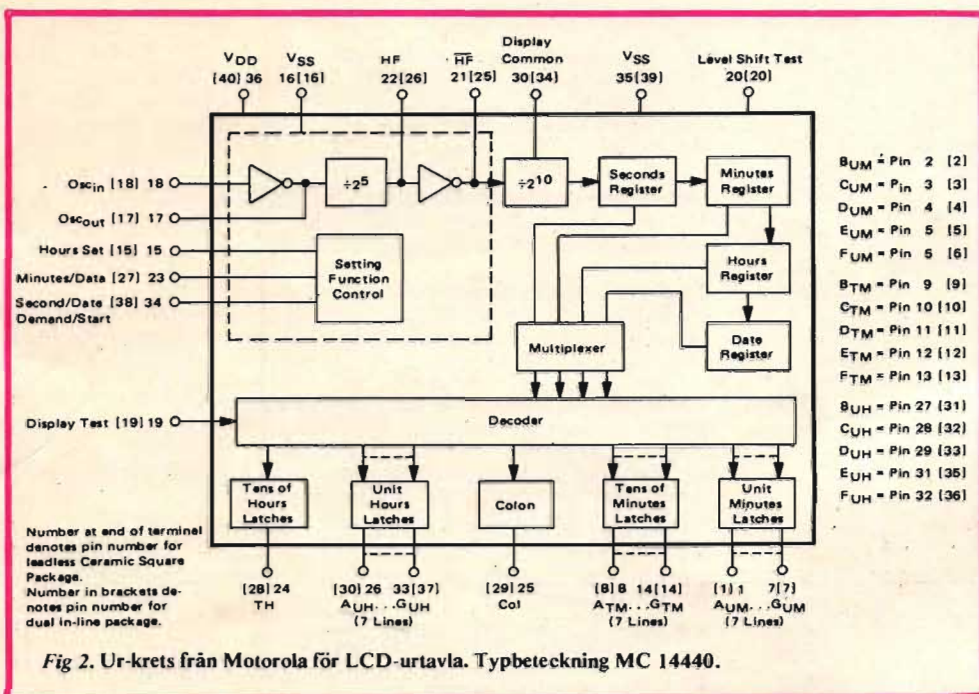 VDD
[40] 36
VSS
16 [16]
HF
22 [26]
HF
21 [25]
Display
Common
30 [34]
VSS
35 [39]
Level Shift Test
20 [20]
Oscin [18] 18
Oscout [17] 17
Hours Set [15] 15
Minutes/Data [27] 23
Second/Date [38] 34
Demand/Start
÷2⁵
÷2¹⁰
Seconds
Register
Minutes
Register
Setting
Function
Control
Hours
Register
Date
Register
Multiplexer
Display Test [19] 19
Decoder
Tens of
Hours
Latches
Unit
Hours
Latches
Colon
Tens of
Minutes
Latches
Unit
Minutes
Latches
[28] 24
TH
[30] 26 33 [37]
AUH...GUH
(7 Lines)
[29] 25
Col
[8] 8 14 [14]
ATM...GTM
(7 Lines)
[1] 1 7 [7]
AUM...GUM
(7 Lines)
BUM = Pin 2 [2]
CUM = Pin 3 [3]
DUM = Pin 4 [4]
EUM = Pin 5 [5]
FUM = Pin 5 [6]
BTM = Pin 9 [9]
CTM = Pin 10 [10]
DTM = Pin 11 [11]
ETM = Pin 12 [12]
FTM = Pin 13 [13]
BUH = Pin 27 [31]
CUH = Pin 28 [32]
DUH = Pin 29 [33]
EUH = Pin 31 [35]
FUH = Pin 32 [36]
Number at end of terminal
denotes pin number for
leadless Ceramic Square
Package.
Number in brackets de-
notes pin number for
dual in-line package.
Fig 2. Ur-krets från Motorola för LCD-urtavla. Typbeteckning MC 14440.